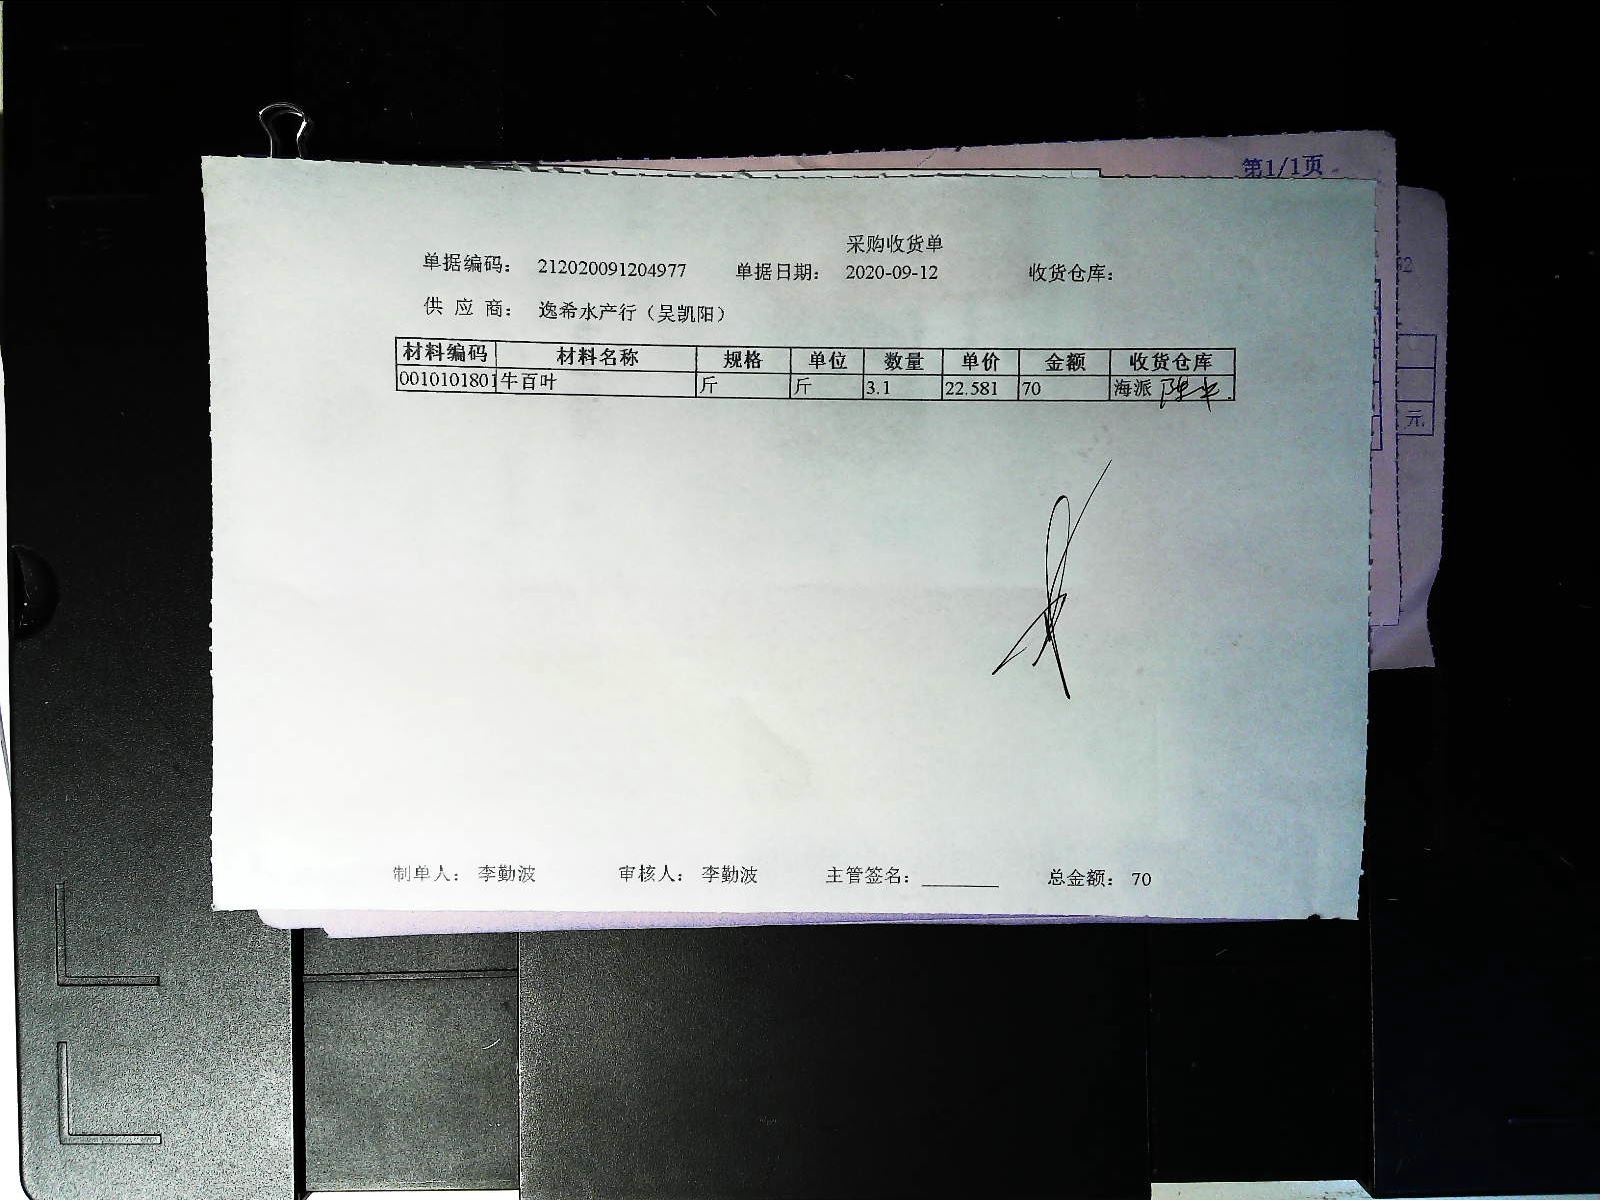 第1/1页
采购收货单
单据编码： 212020091204977 单据日期： 2020-09-12 收货仓库：
供 应 商： 逸希水产行（吴凯阳）
材料编码 材料名称 规格 单位 数量 单价 金额 收货仓库
0010101801 牛百叶 斤 斤 3.1 22.581 70 海派
元
制单人： 李勤波 审核人： 李勤波 主管签名： 总金额： 70